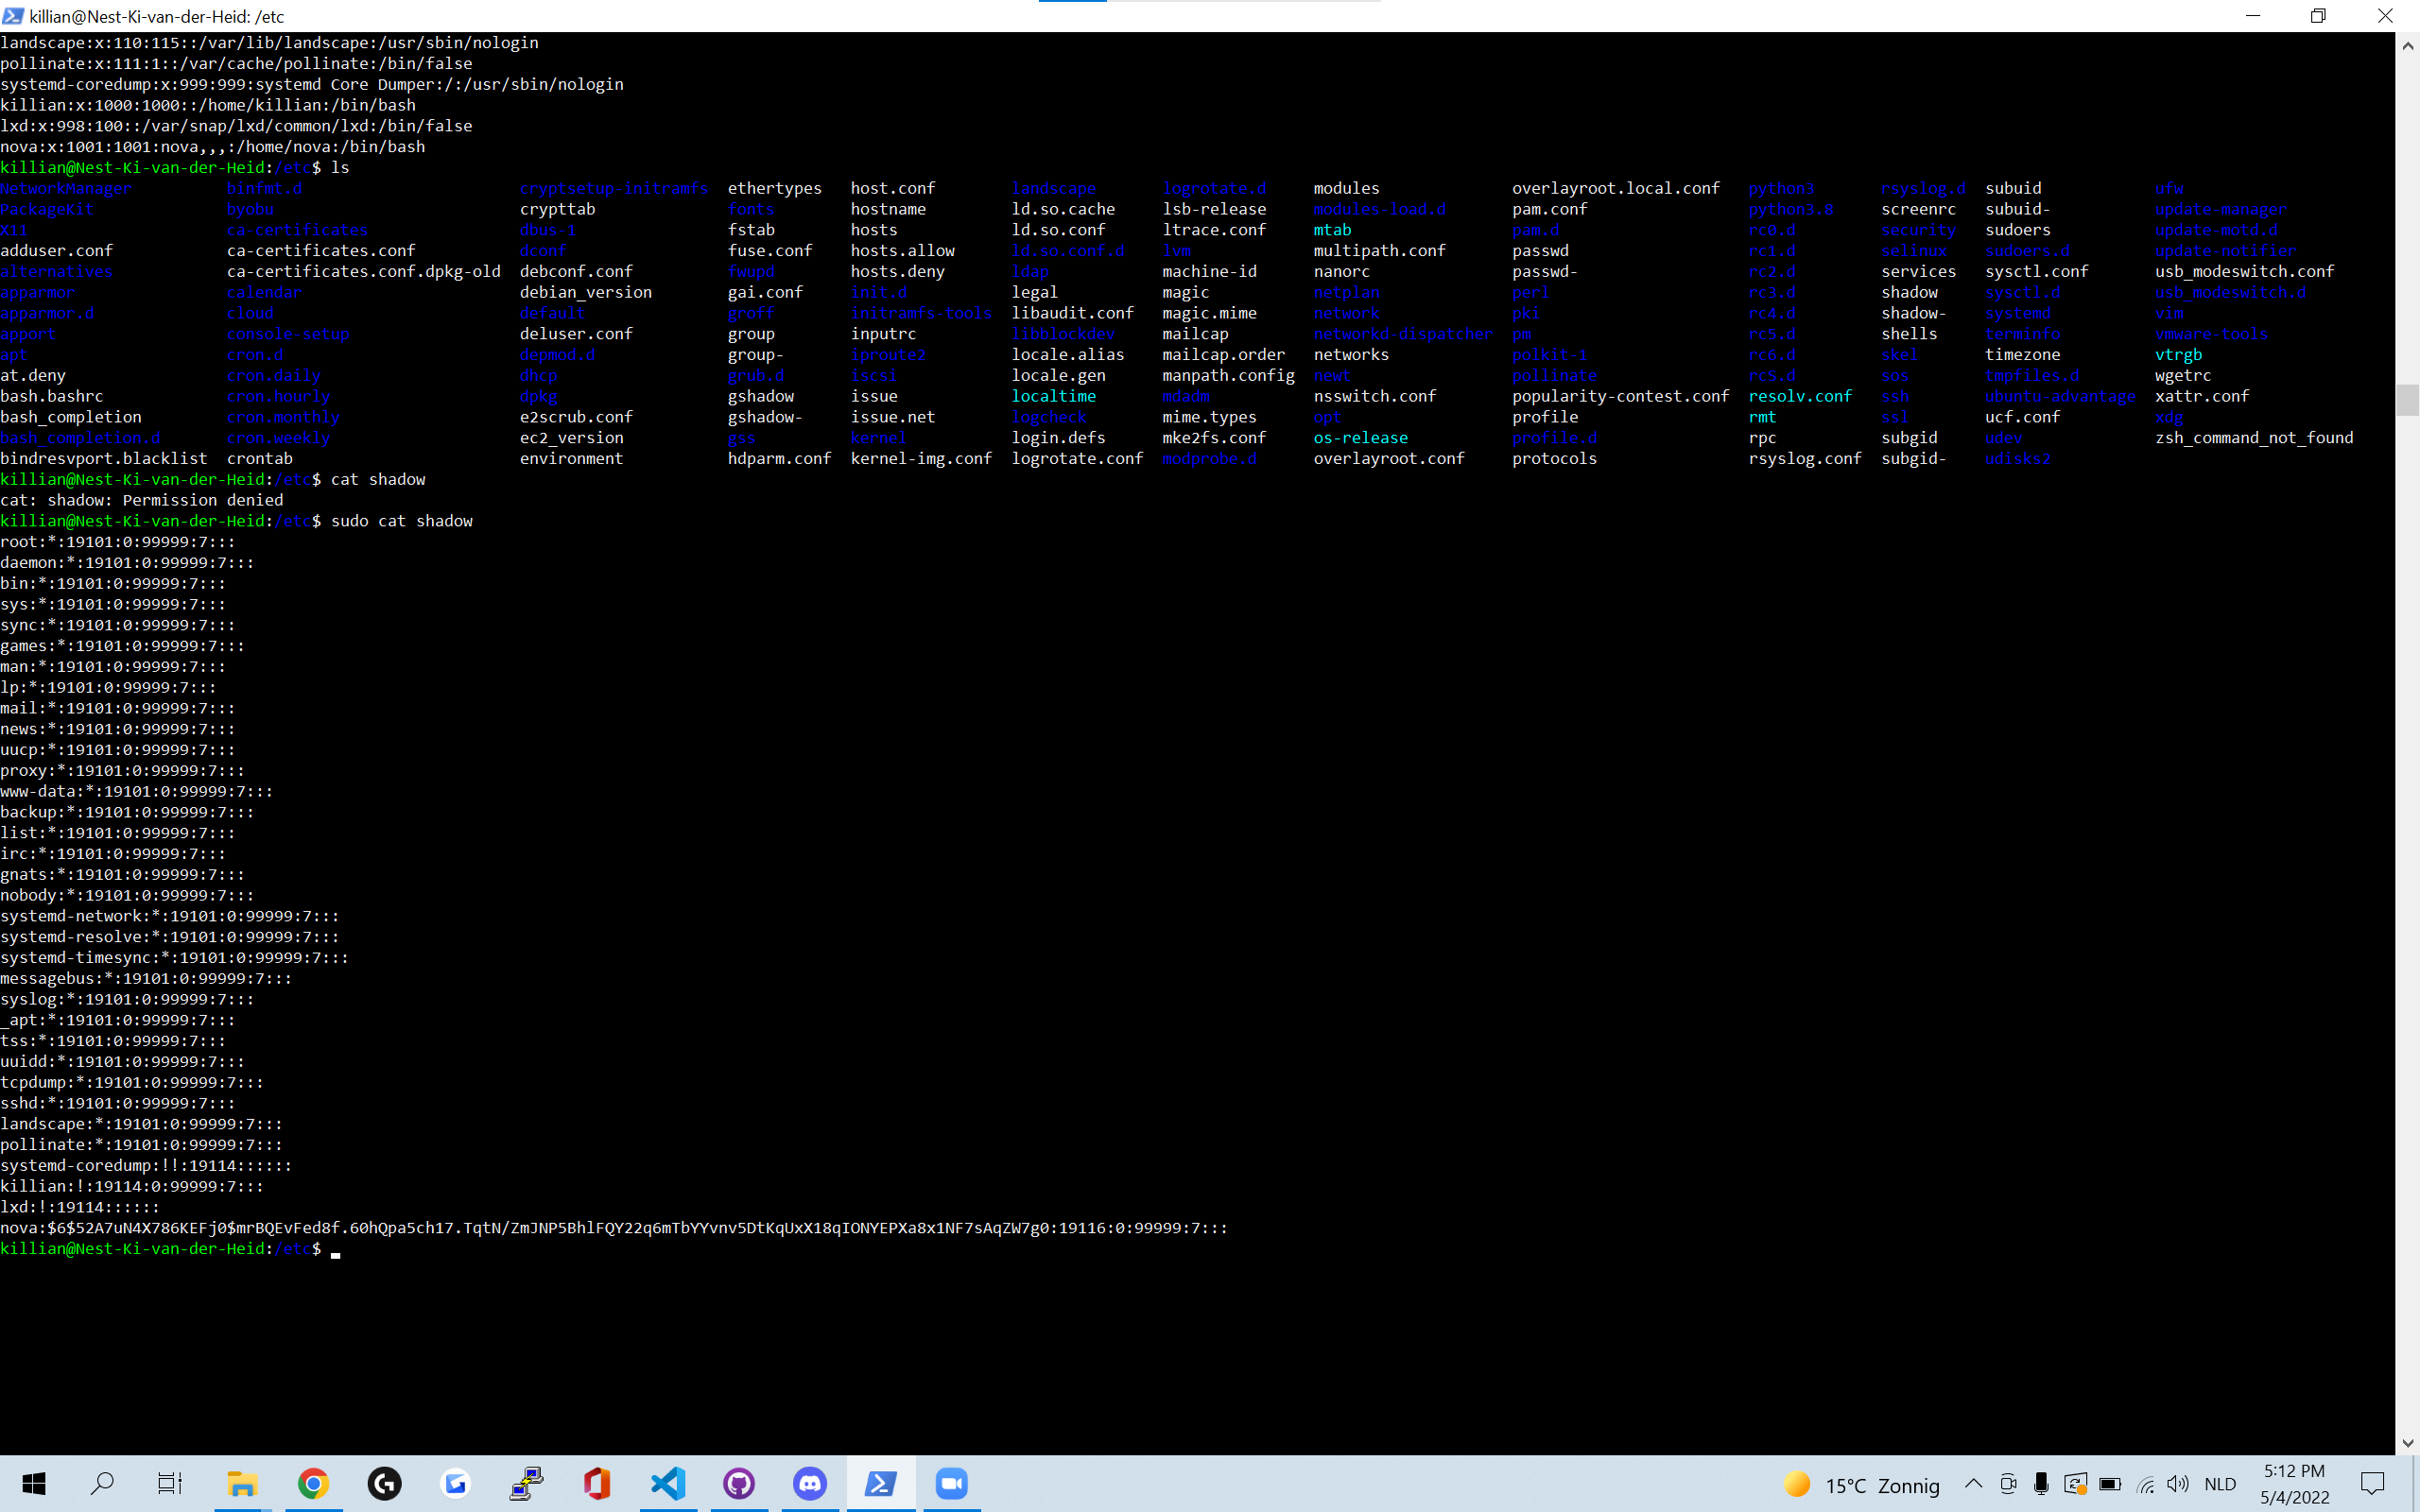 killian@Nest-Ki-van-der-Heid: /etc
landscape:x:110:115::/var/lib/landscape:/usr/sbin/nologin
pollinate:x:111:1::/var/cache/pollinate:/bin/false
systemd-coredump:x:999:999:systemd Core Dumper:/:/usr/sbin/nologin
killian:x:1000:1000::/home/killian:/bin/bash
lxd:x:998:100::/var/snap/lxd/common/lxd:/bin/false
nova:x:1001:1001:nova,,,:/home/nova:/bin/bash
killian@Nest-Ki-van-der-Heid:/etc$ ls
NetworkManager binfmt.d cryptsetup-initramfs ethertypes host.conf landscape logrotate.d modules overlayroot.local.conf python3 rsyslog.d subuid ufw
PackageKit byobu crypttab fonts hostname ld.so.cache lsb-release modules-load.d pam.conf python3.8 screenrc subuid- update-manager
X11 ca-certificates dbus-1 fstab hosts ld.so.conf ltrace.conf mtab pam.d rc0.d security sudoers update-motd.d
adduser.conf ca-certificates.conf dconf fuse.conf hosts.allow ld.so.conf.d lvm multipath.conf passwd rc1.d selinux sudoers.d update-notifier
alternatives ca-certificates.conf.dpkg-old debconf.conf fwupd hosts.deny ldap machine-id nanorc passwd- rc2.d services sysctl.conf usb_modeswitch.conf
apparmor calendar debian_version gai.conf init.d legal magic netplan perl rc3.d shadow sysctl.d usb_modeswitch.d
apparmor.d cloud default groff initramfs-tools libaudit.conf magic.mime network pki rc4.d shadow- systemd vim
apport console-setup deluser.conf group inputrc libblockdev mailcap networkd-dispatcher pm rc5.d shells terminfo vmware-tools
apt cron.d depmod.d group- iproute2 locale.alias mailcap.order networks polkit-1 rc6.d skel timezone vtrgb
at.deny cron.daily dhcp grub.d iscsi locale.gen manpath.config newt pollinate rcS.d sos tmpfiles.d wgetrc
bash.bashrc cron.hourly dpkg gshadow issue localtime mdadm nsswitch.conf popularity-contest.conf resolv.conf ssh ubuntu-advantage xattr.conf
bash_completion cron.monthly e2scrub.conf gshadow- issue.net logcheck mime.types opt profile rmt ssl ucf.conf xdg
bash_completion.d cron.weekly ec2_version gss kernel login.defs mke2fs.conf os-release profile.d rpc subgid udev zsh_command_not_found
bindresvport.blacklist crontab environment hdparm.conf kernel-img.conf logrotate.conf modprobe.d overlayroot.conf protocols rsyslog.conf subgid- udisks2
killian@Nest-Ki-van-der-Heid:/etc$ cat shadow
cat: shadow: Permission denied
killian@Nest-Ki-van-der-Heid:/etc$ sudo cat shadow
root:*:19101:0:99999:7:::
daemon:*:19101:0:99999:7:::
bin:*:19101:0:99999:7:::
sys:*:19101:0:99999:7:::
sync:*:19101:0:99999:7:::
games:*:19101:0:99999:7:::
man:*:19101:0:99999:7:::
lp:*:19101:0:99999:7:::
mail:*:19101:0:99999:7:::
news:*:19101:0:99999:7:::
uucp:*:19101:0:99999:7:::
proxy:*:19101:0:99999:7:::
www-data:*:19101:0:99999:7:::
backup:*:19101:0:99999:7:::
list:*:19101:0:99999:7:::
irc:*:19101:0:99999:7:::
gnats:*:19101:0:99999:7:::
nobody:*:19101:0:99999:7:::
systemd-network:*:19101:0:99999:7:::
systemd-resolve:*:19101:0:99999:7:::
systemd-timesync:*:19101:0:99999:7:::
messagebus:*:19101:0:99999:7:::
syslog:*:19101:0:99999:7:::
_apt:*:19101:0:99999:7:::
tss:*:19101:0:99999:7:::
uuidd:*:19101:0:99999:7:::
tcpdump:*:19101:0:99999:7:::
sshd:*:19101:0:99999:7:::
landscape:*:19101:0:99999:7:::
pollinate:*:19101:0:99999:7:::
systemd-coredump:!!:19114::::::
killian:!:19114:0:99999:7:::
lxd:!:19114::::::
nova:$6$52A7uN4X786KEFj0$mrBQEvFed8f.60hQpa5ch17.TqtN/ZmJNP5BhlFQY22q6mTbYYvnv5DtKqUxX18qIONYEPXa8x1NF7sAqZW7g0:19116:0:99999:7:::
killian@Nest-Ki-van-der-Heid:/etc$
15°C Zonnig
NLD
5:12 PM
5/4/2022